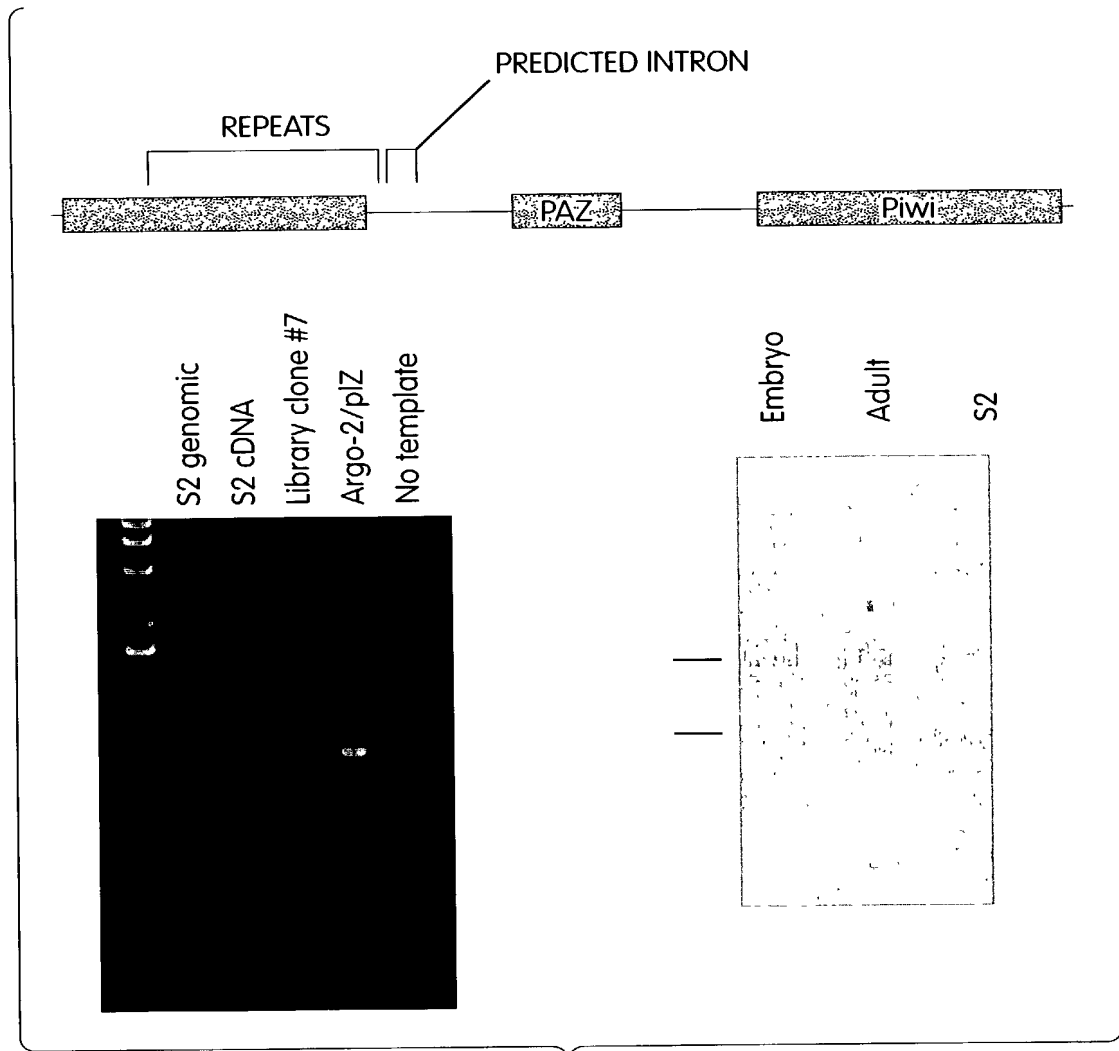 PREDICTED INTRON
REPEATS
PAZ
Piwi
S2 genomic
S2 cDNA
Library clone #7
Argo-2/pIZ
No template
Embryo
Adult
S2